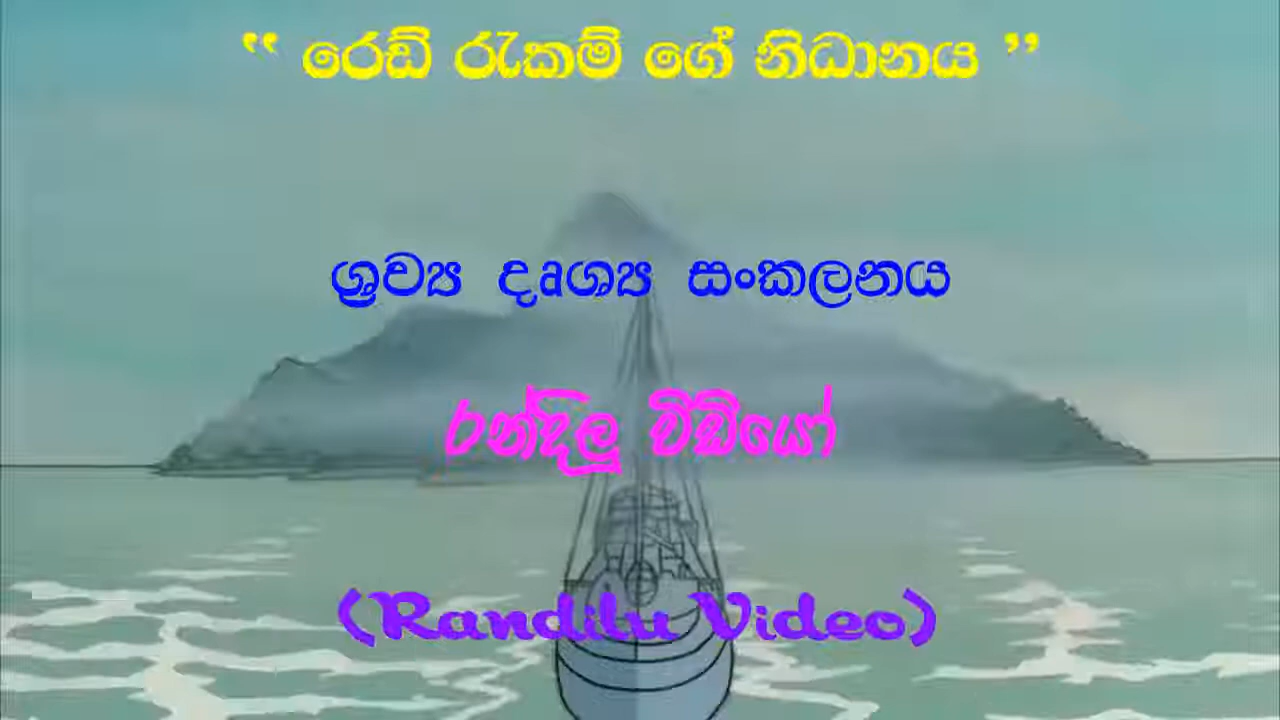 “ රෙඩ් රැකම් ගේ නිධානය ”
ශ්‍රව්‍ය දෘශ්‍ය සංකලනය
රන්දිලු වීඩියෝ
(Randilu Video)